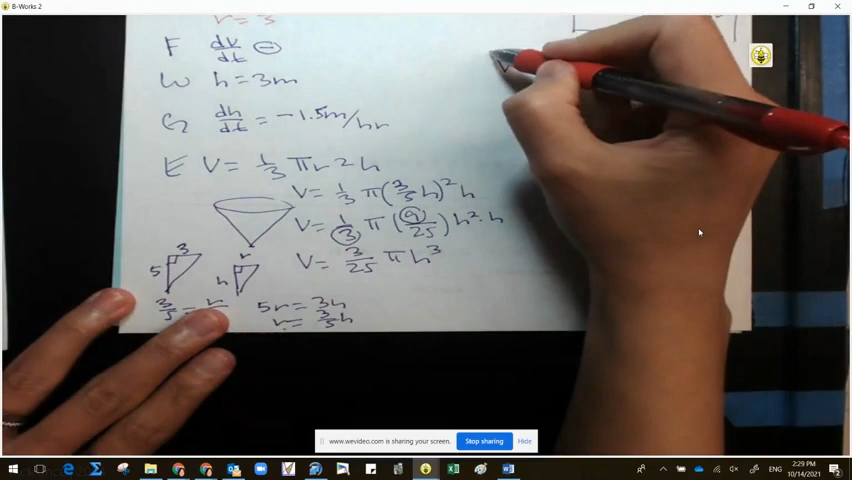 B-Works 2
r = 3
F dV/dt ⊖
W h = 3m
G dh/dt = -1.5m/hr
E V = 1/3 πr2h
V = 1/3 π(3/5 h)² h
V = 1/3 π (9/25) h²·h
V = 3/25 πh³
3 r
5 h
3/5 = r
5r = 3h
r = 3/5 h
V
www.wevideo.com is sharing your screen. Stop sharing Hide
ENG 2:29 PM
10/14/2021
2